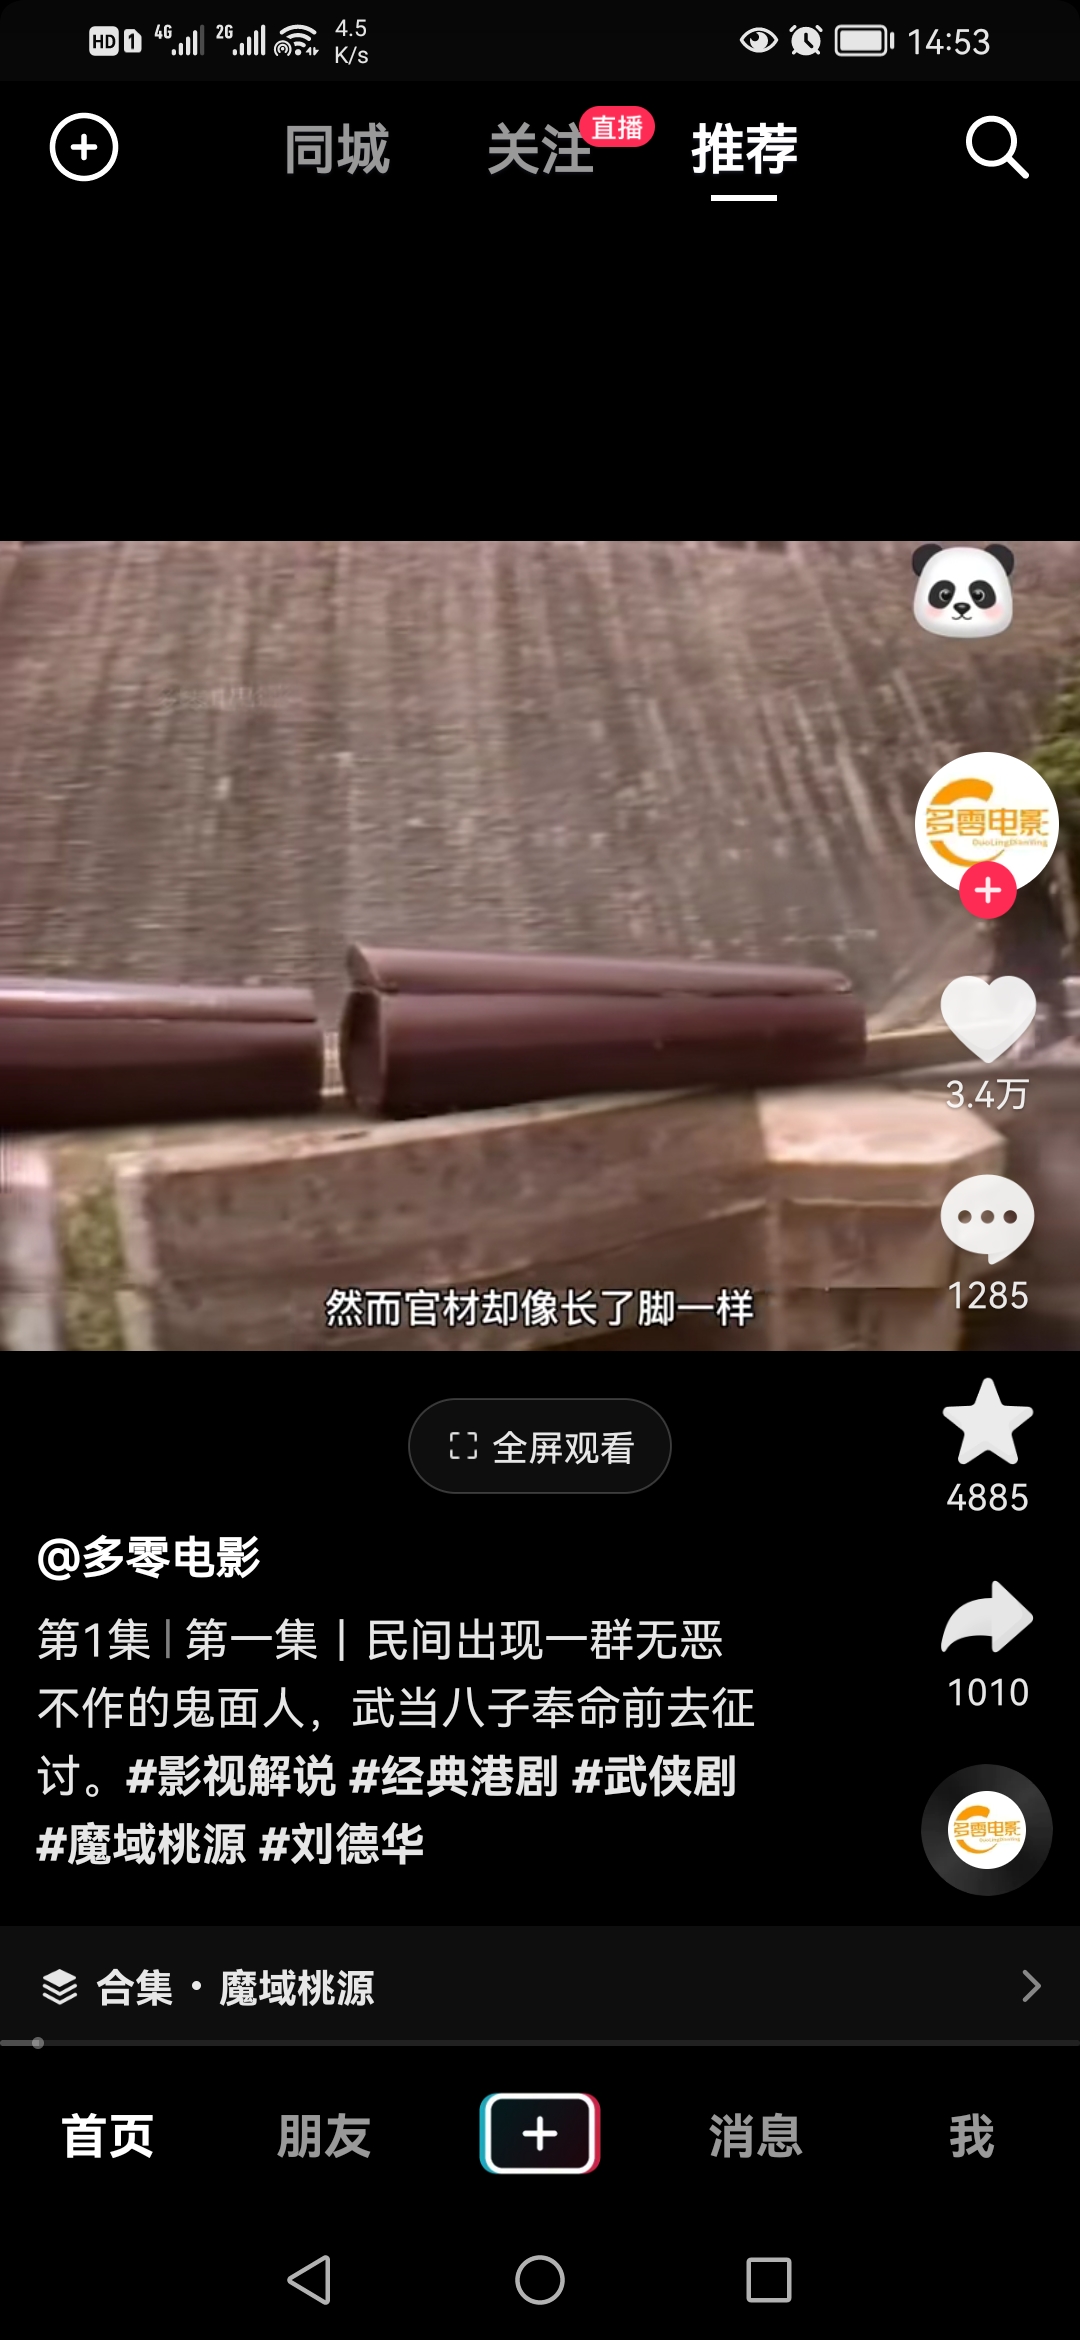 HD 1 4G 2G 4.5 K/s 14:53
同城 关注 直播 推荐
多零电影
DuoLingDianYing
3.4万
1285
然而官材却像长了脚一样
全屏观看
4885
@多零电影
第1集 | 第一集 | 民间出现一群无恶
不作的鬼面人，武当八子奉命前去征
讨。#影视解说 #经典港剧 #武侠剧
#魔域桃源 #刘德华
1010
多零电影
合集・魔域桃源
首页 朋友 消息 我